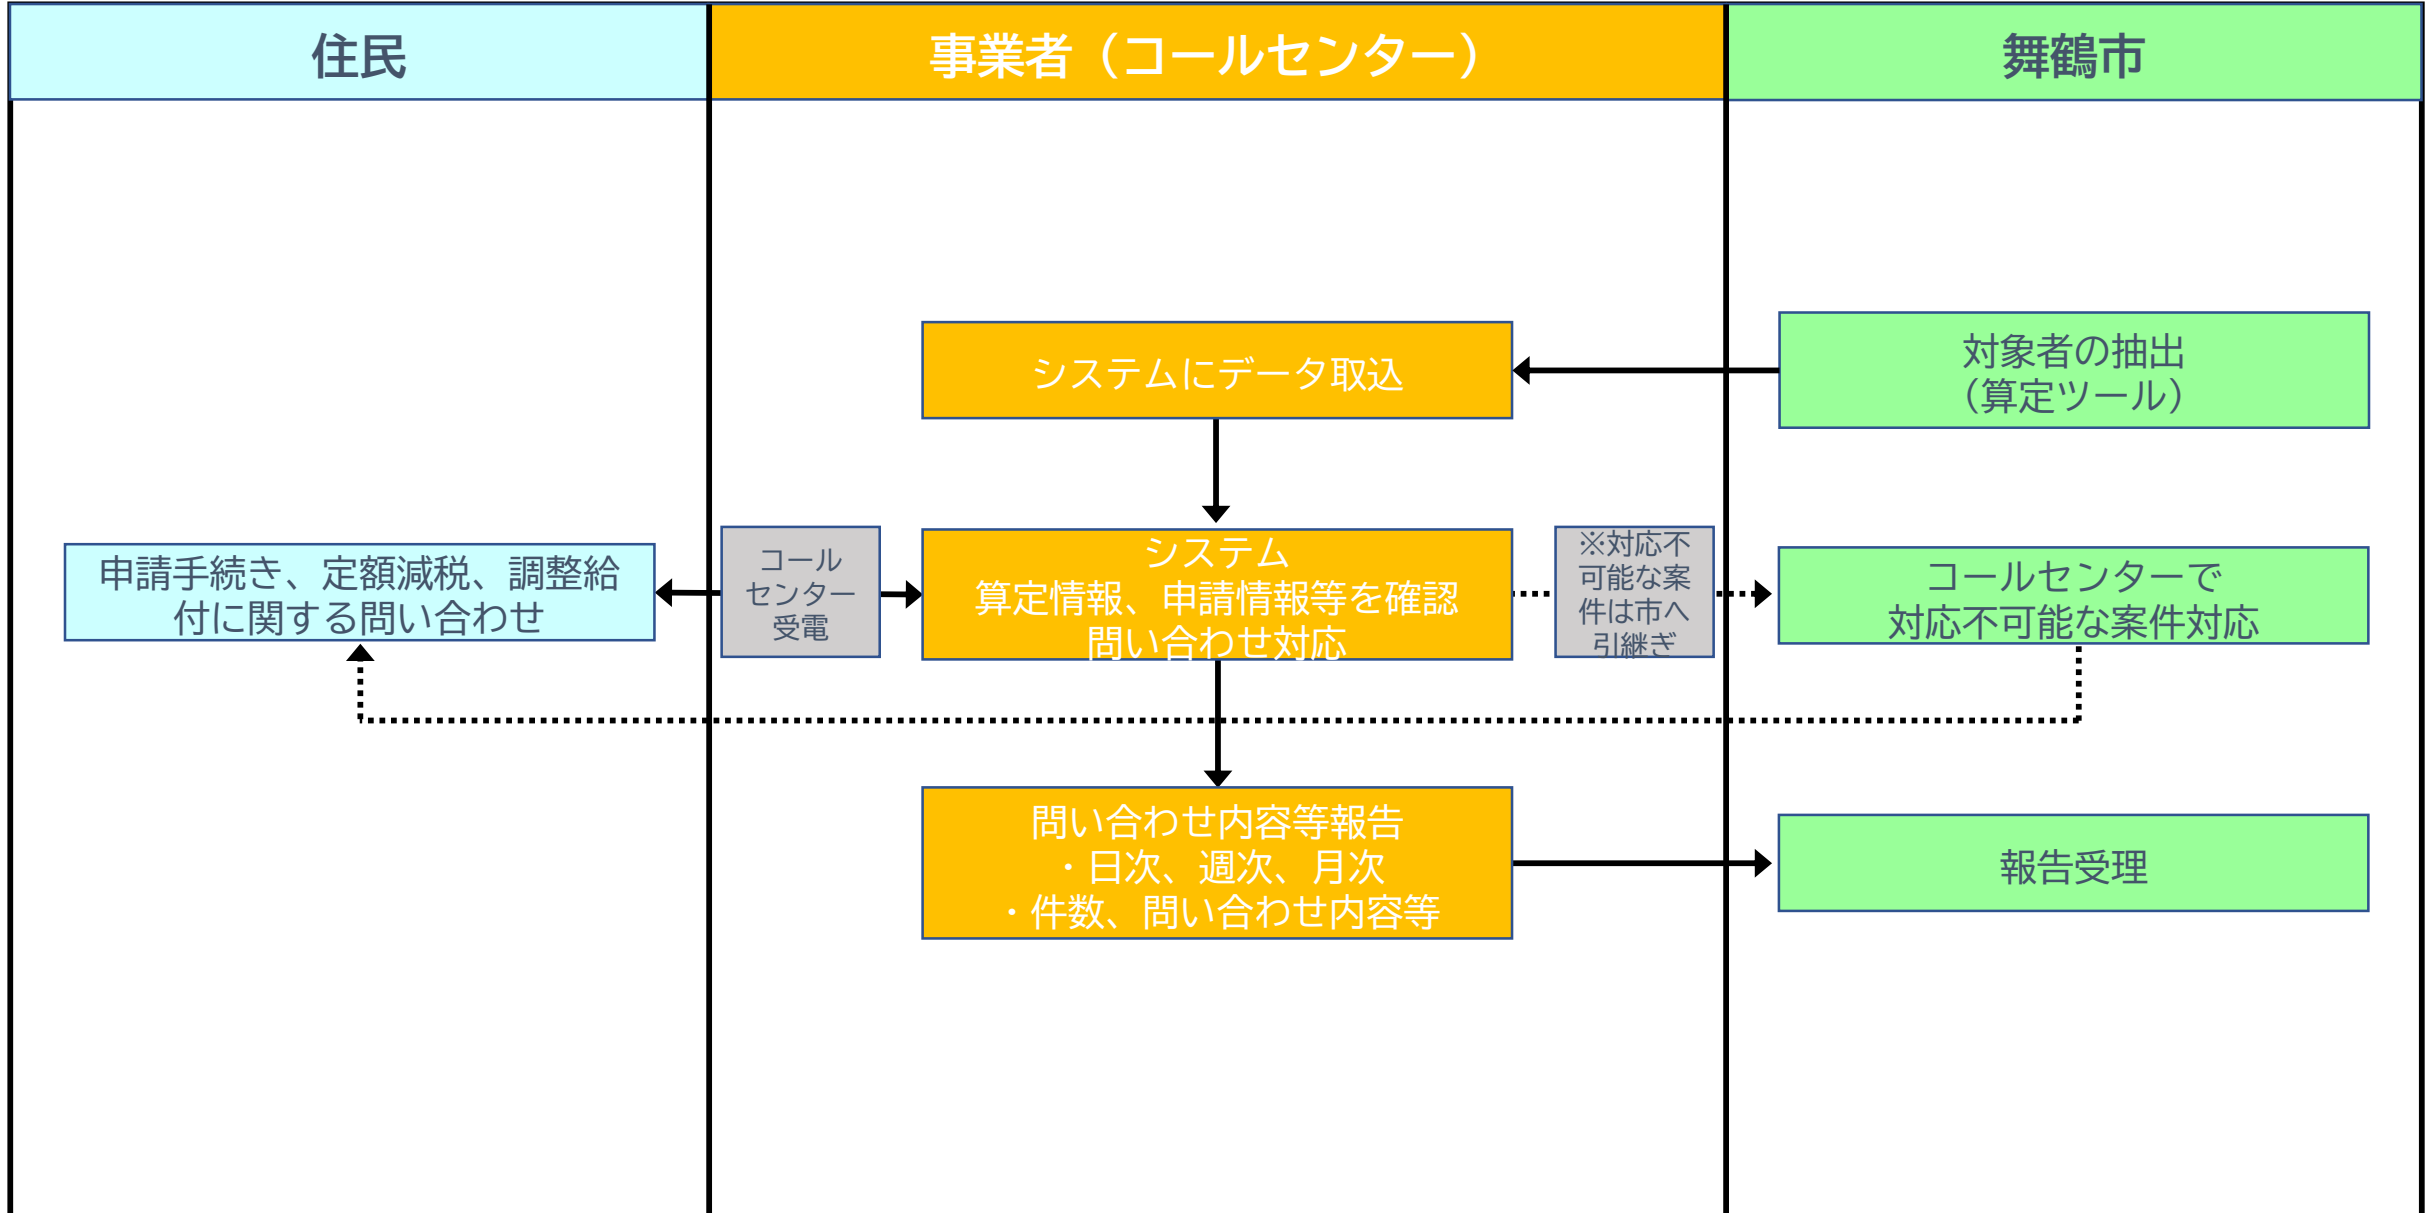 住民
事業者（コールセンター）
舞鶴市
システムにデータ取込
対象者の抽出
（算定ツール）
申請手続き、定額減税、調整給
付に関する問い合わせ
コール
センター
受電
システム
算定情報、申請情報等を確認
問い合わせ対応
※対応不
可能な案
件は市へ
引継ぎ
コールセンターで
対応不可能な案件対応
問い合わせ内容等報告
・日次、週次、月次
・件数、問い合わせ内容等
報告受理